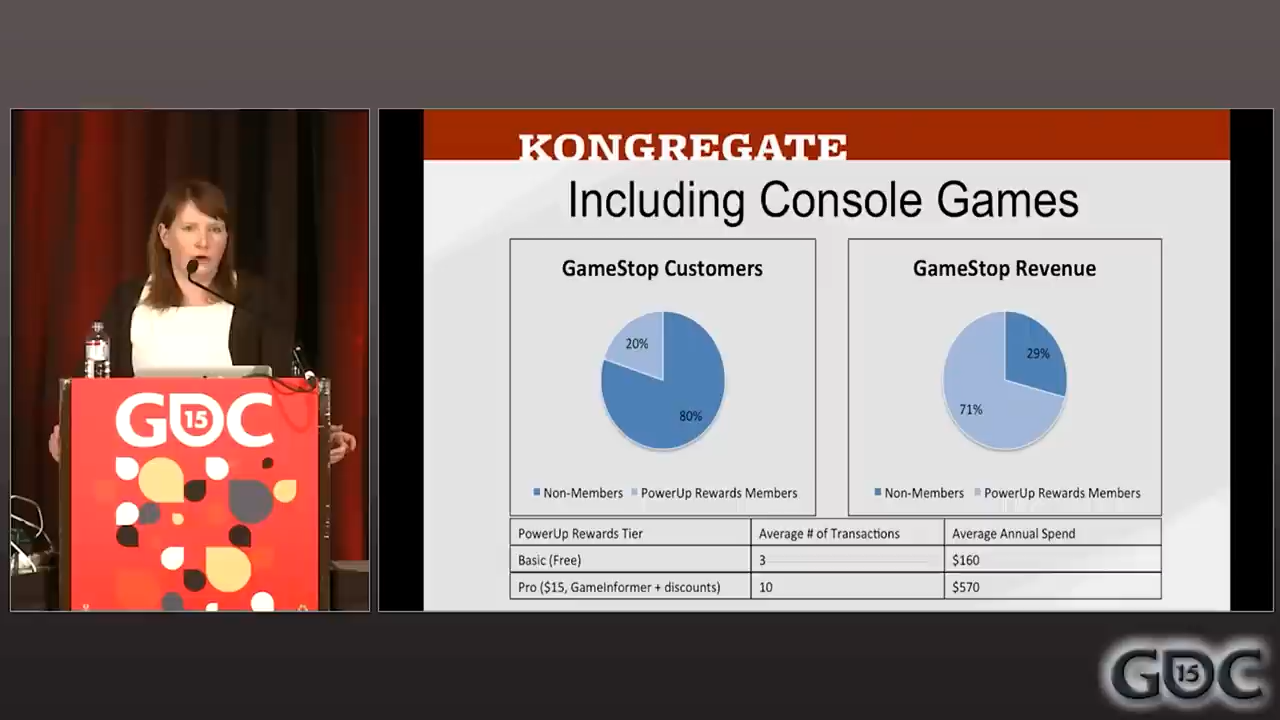 KONGREGATE
Including Console Games
GameStop Customers
20%
80%
Non-Members PowerUp Rewards Members
GameStop Revenue
29%
71%
Non-Members PowerUp Rewards Members
PowerUp Rewards Tier Average # of Transactions Average Annual Spend
Basic (Free) 3 $160
Pro ($15, GameInformer + discounts) 10 $570
GDC 15
GDC 15